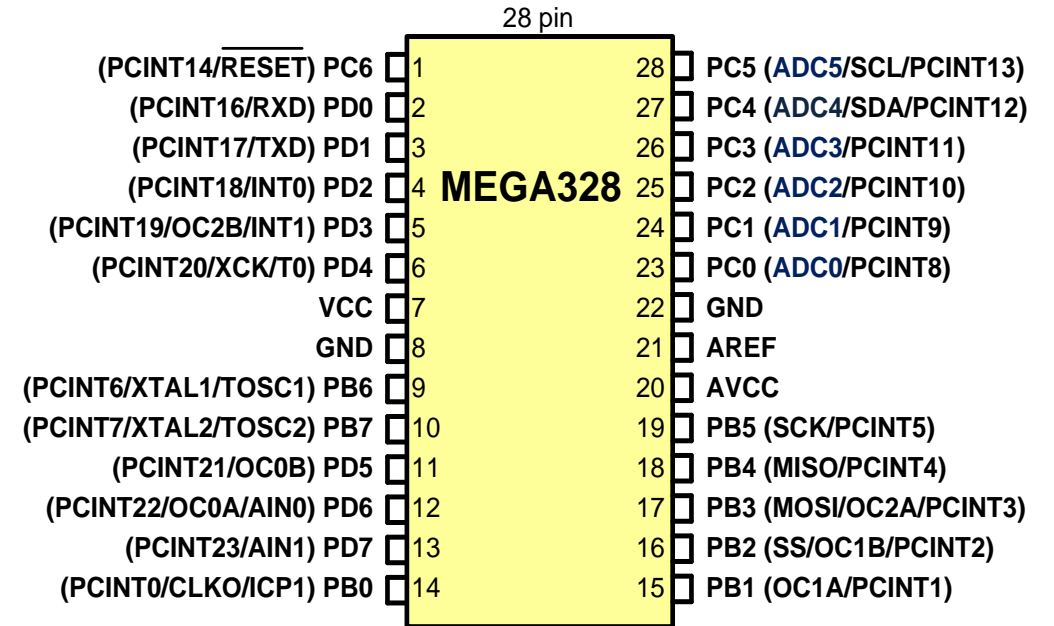 28 pin
(PCINT14/RESET) PC6 1 28 PC5 (ADC5/SCL/PCINT13)
(PCINT16/RXD) PD0 2 27 PC4 (ADC4/SDA/PCINT12)
(PCINT17/TXD) PD1 3 26 PC3 (ADC3/PCINT11)
(PCINT18/INT0) PD2 4 MEGA328 25 PC2 (ADC2/PCINT10)
(PCINT19/OC2B/INT1) PD3 5 24 PC1 (ADC1/PCINT9)
(PCINT20/XCK/T0) PD4 6 23 PC0 (ADC0/PCINT8)
VCC 7 22 GND
GND 8 21 AREF
(PCINT6/XTAL1/TOSC1) PB6 9 20 AVCC
(PCINT7/XTAL2/TOSC2) PB7 10 19 PB5 (SCK/PCINT5)
(PCINT21/OC0B) PD5 11 18 PB4 (MISO/PCINT4)
(PCINT22/OC0A/AIN0) PD6 12 17 PB3 (MOSI/OC2A/PCINT3)
(PCINT23/AIN1) PD7 13 16 PB2 (SS/OC1B/PCINT2)
(PCINT0/CLKO/ICP1) PB0 14 15 PB1 (OC1A/PCINT1)